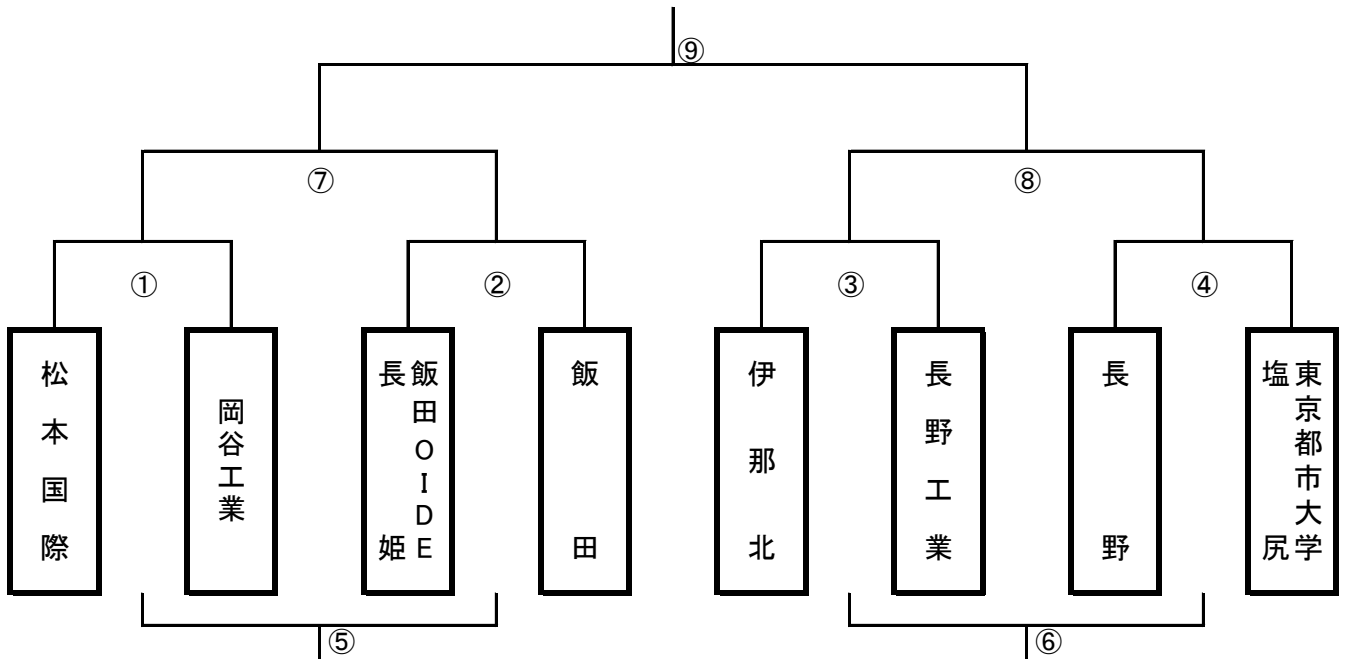 ⑨
⑦
⑧
①
②
③
④
松本国際
岡谷工業
飯田OIDE
長姫
飯田
伊那北
長野工業
長野
東京都市大学
塩尻
⑤
⑥